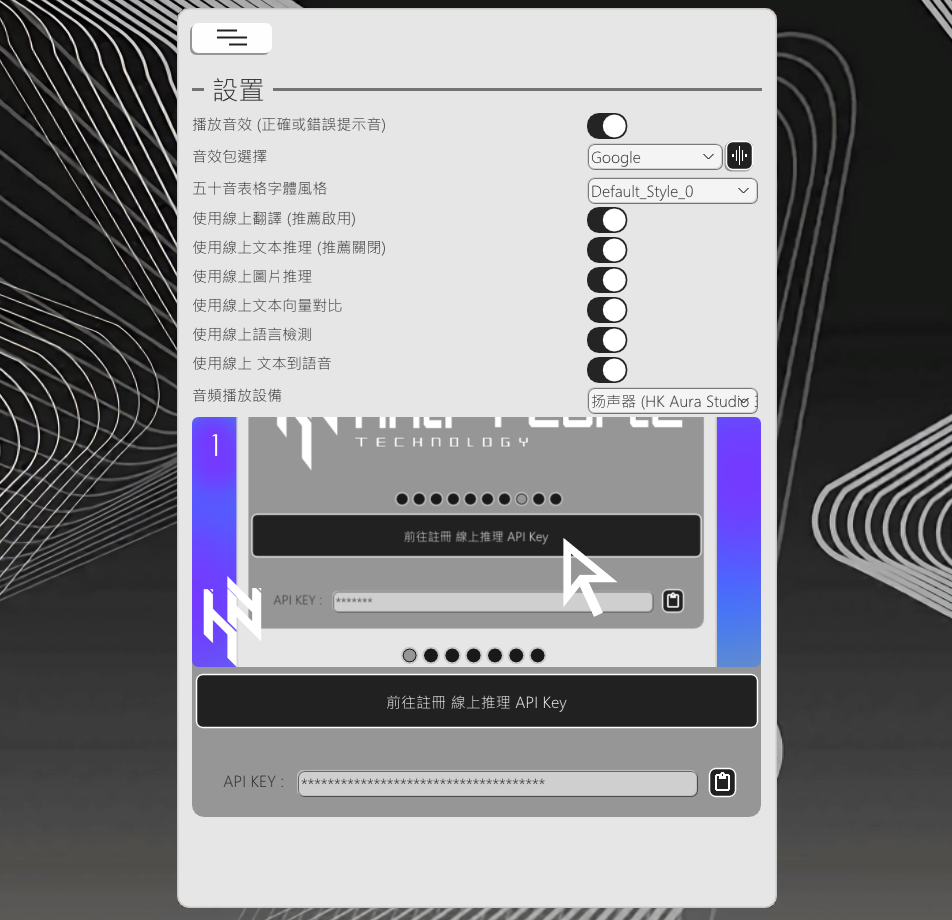 設置
播放音效 (正確或錯誤提示音)
音效包選擇
Google
五十音表格字體風格
Default_Style_0
使用線上翻譯 (推薦啟用)
使用線上文本推理 (推薦關閉)
使用線上圖片推理
使用線上文本向量對比
使用線上語言檢測
使用線上 文本到語音
音頻播放設備
扬声器 (HK Aura Studio
1
TECHNOLOGY
前往註冊 線上推理 API Key
API KEY :
*******
前往註冊 線上推理 API Key
API KEY :
*************************************